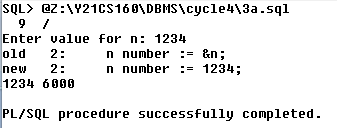 SQL> @Z:\Y21CS160\DBMS\cycle4\3a.sql
9 /
Enter value for n: 1234
old 2: n number := &n;
new 2: n number := 1234;
1234 6000
PL/SQL procedure successfully completed.